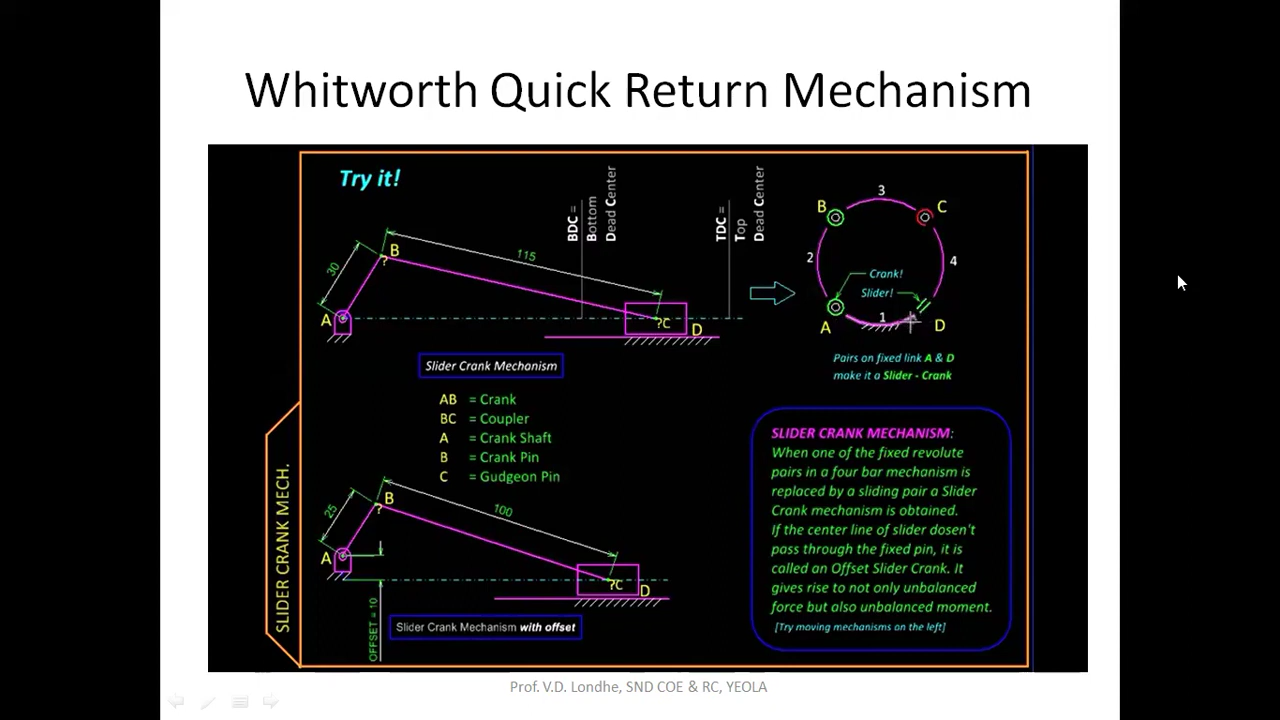 Whitworth Quick Return Mechanism
Try it!
BDC =
Bottom
Dead Center
TDC =
Top
Dead Center
30
B
?
115
A
?C
D
Slider Crank Mechanism
AB = Crank
BC = Coupler
A = Crank Shaft
B = Crank Pin
C = Gudgeon Pin
25
B
?
100
A
?C
D
OFFSET = 10
Slider Crank Mechanism with offset
SLIDER CRANK MECH.
3
B
C
2
4
Crank!
Slider!
1
A
D
Pairs on fixed link A & D
make it a Slider - Crank
SLIDER CRANK MECHANISM:
When one of the fixed revolute
pairs in a four bar mechanism is
replaced by a sliding pair a Slider
Crank mechanism is obtained.
If the center line of slider dosen't
pass through the fixed pin, it is
called an Offset Slider Crank. It
gives rise to not only unbalanced
force but also unbalanced moment.
[Try moving mechanisms on the left]
Prof. V.D. Londhe, SND COE & RC, YEOLA